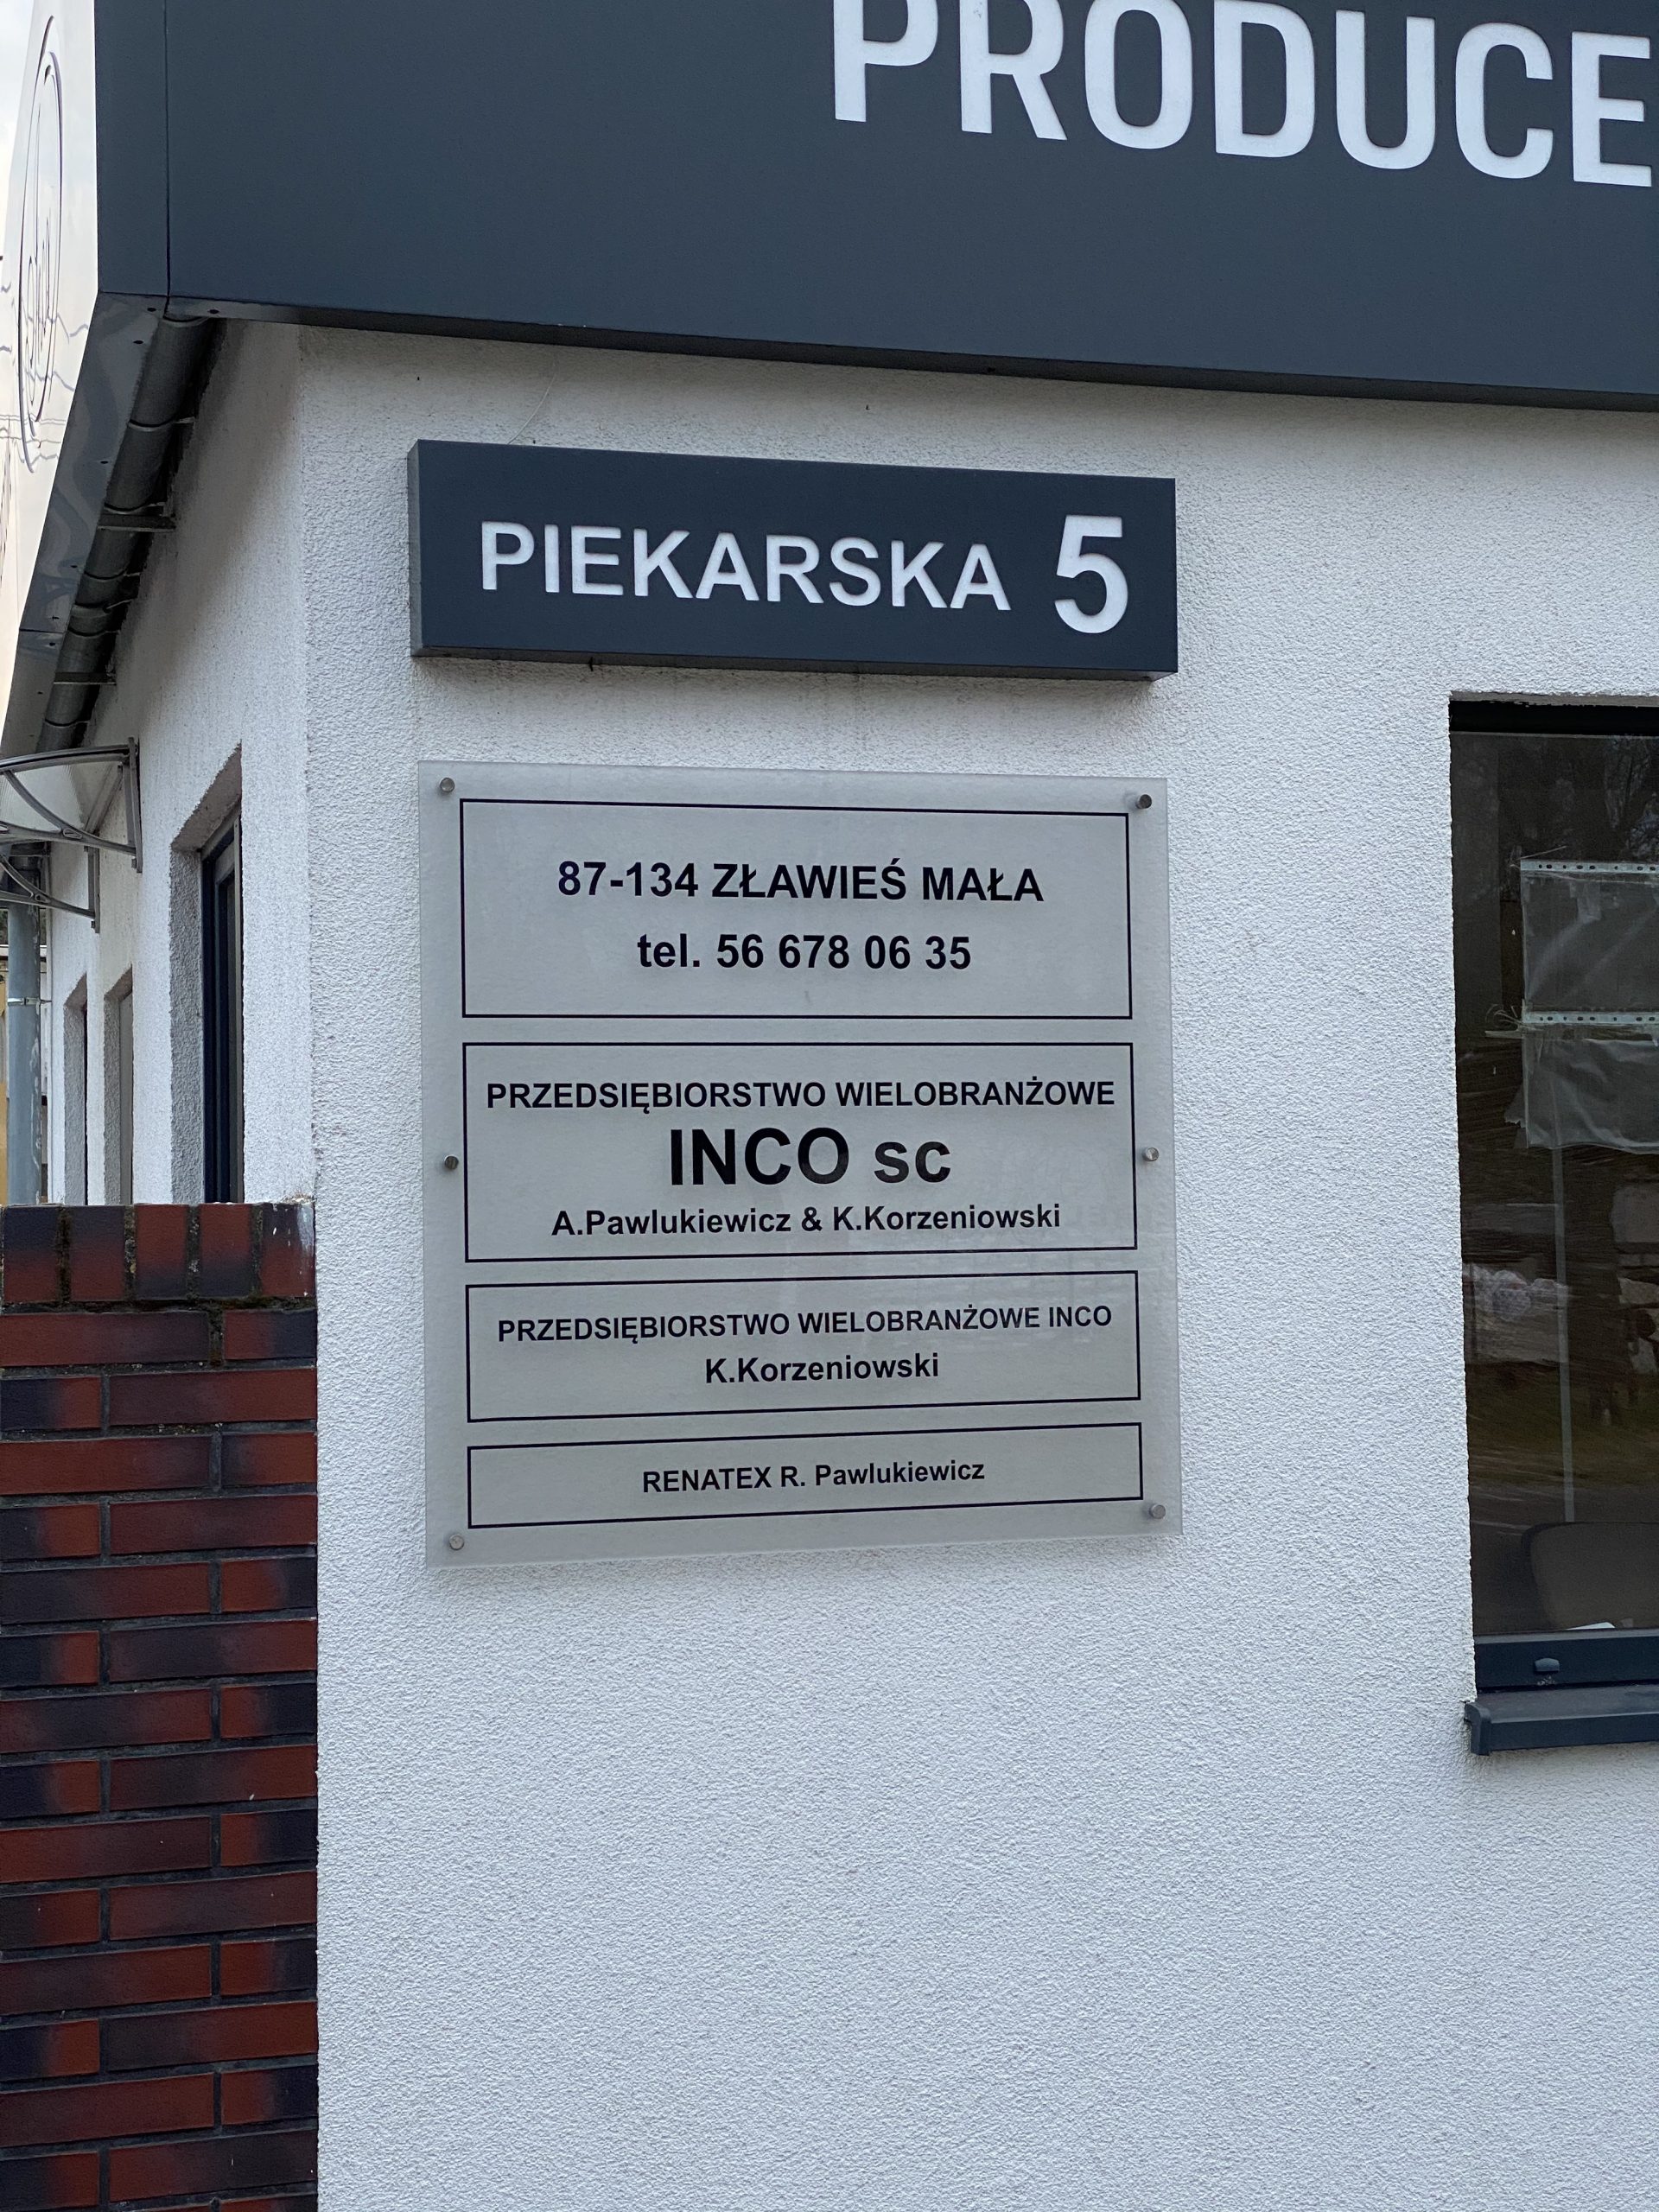 PRODUCE
PIEKARSKA 5
87-134 ZŁAWIEŚ MAŁA
tel. 56 678 06 35
PRZEDSIĘBIORSTWO WIELOBRANŻOWE
INCO sc
A.Pawlukiewicz & K.Korzeniowski
PRZEDSIĘBIORSTWO WIELOBRANŻOWE INCO
K.Korzeniowski
RENATEX R. Pawlukiewicz